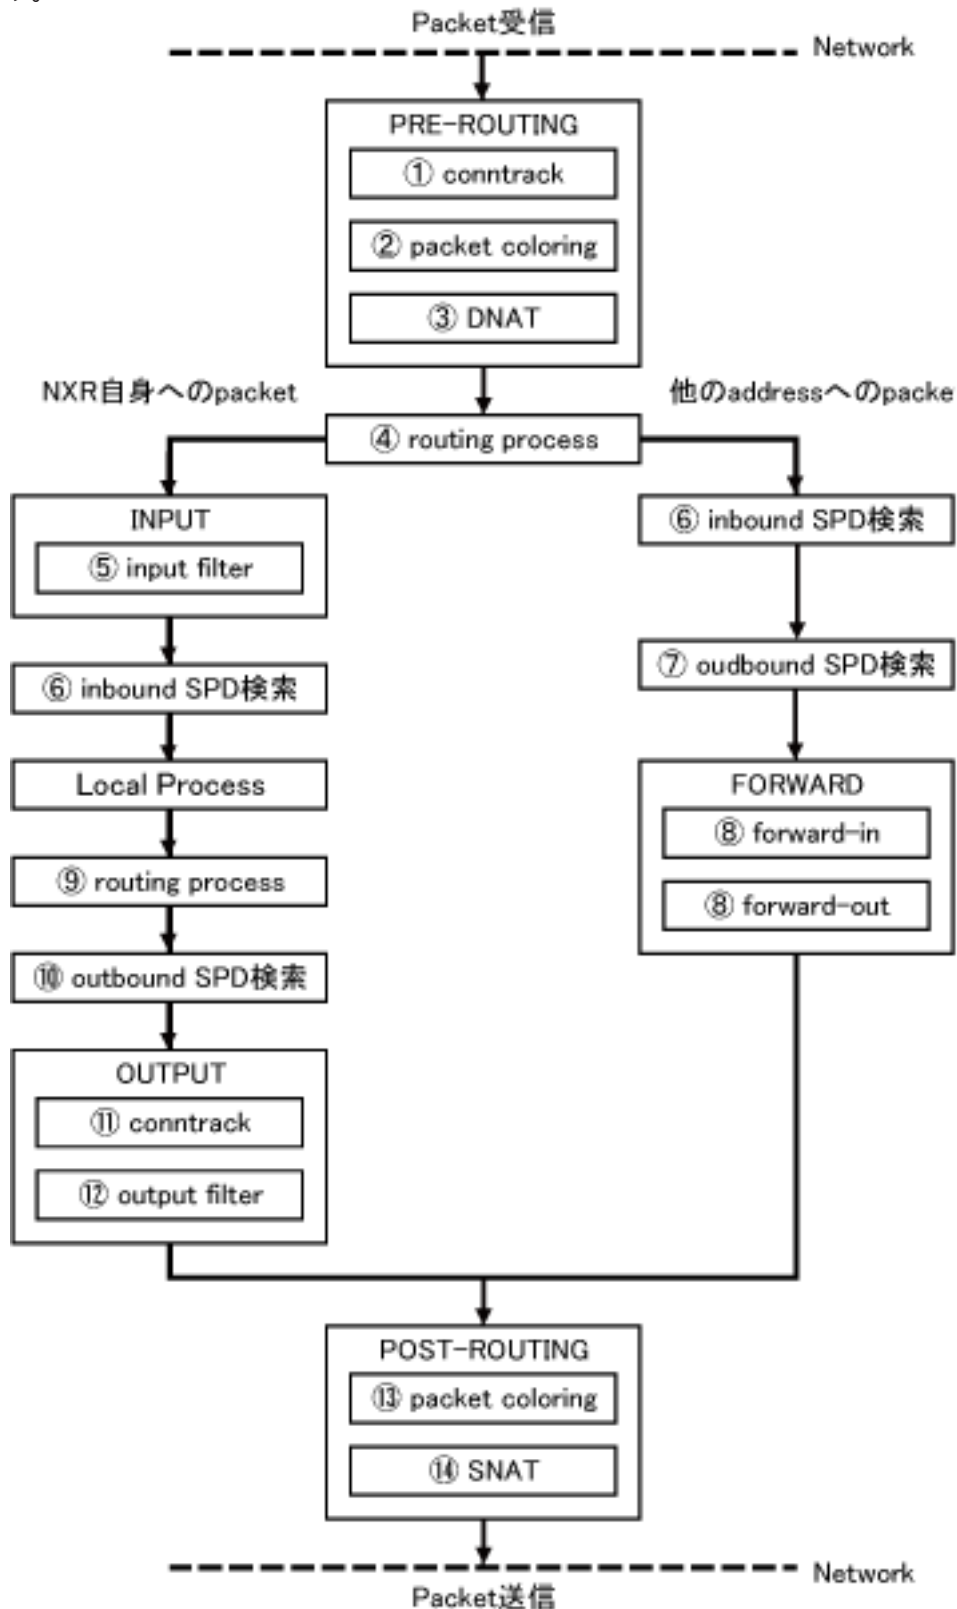 す。
Packet受信
Network
PRE-ROUTING
① conntrack
② packet coloring
③ DNAT
NXR自身へのpacket
他のaddressへのpacke
④ routing process
INPUT
⑤ input filter
⑥ inbound SPD検索
⑥ inbound SPD検索
⑦ oudbound SPD検索
Local Process
FORWARD
⑧ forward-in
⑧ forward-out
⑨ routing process
⑩ outbound SPD検索
OUTPUT
⑪ conntrack
⑫ output filter
POST-ROUTING
⑬ packet coloring
⑭ SNAT
Network
Packet送信